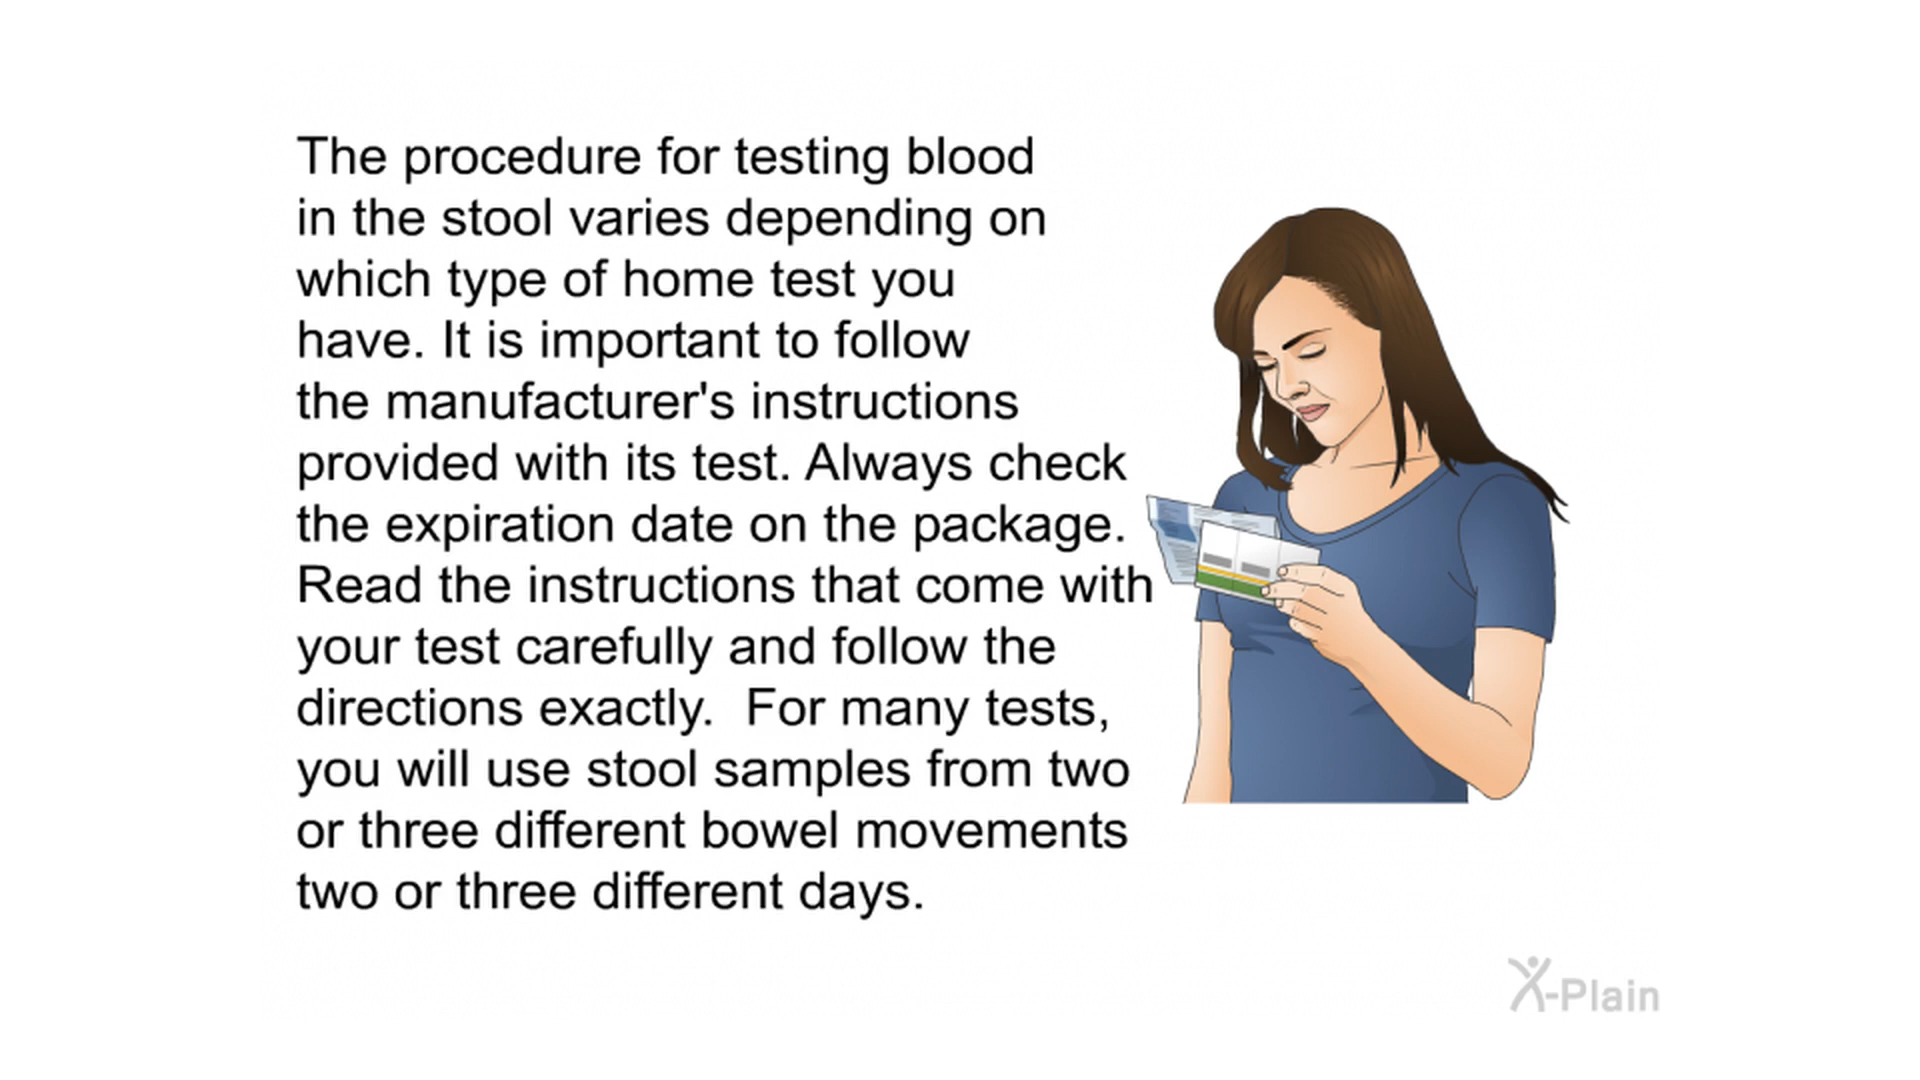 The procedure for testing blood
in the stool varies depending on
which type of home test you
have. It is important to follow
the manufacturer's instructions
provided with its test. Always check
the expiration date on the package.
Read the instructions that come with
your test carefully and follow the
directions exactly.  For many tests,
you will use stool samples from two
or three different bowel movements
two or three different days.
X-Plain